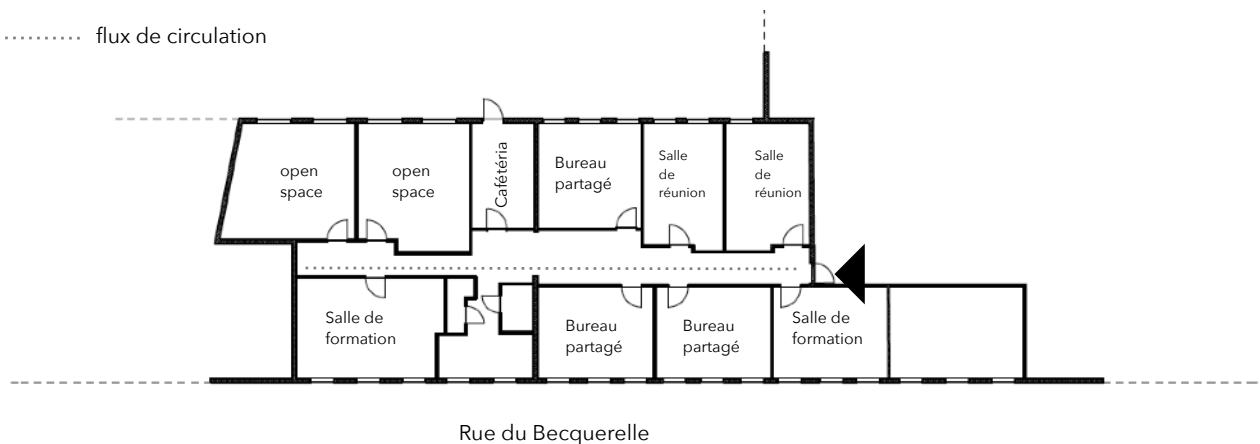 flux de circulation
open
space
open
space
Cafétéria
Bureau
partagé
Salle
de
réunion
Salle
de
réunion
Salle de
formation
Bureau
partagé
Bureau
partagé
Salle de
formation
Rue du Becquerelle